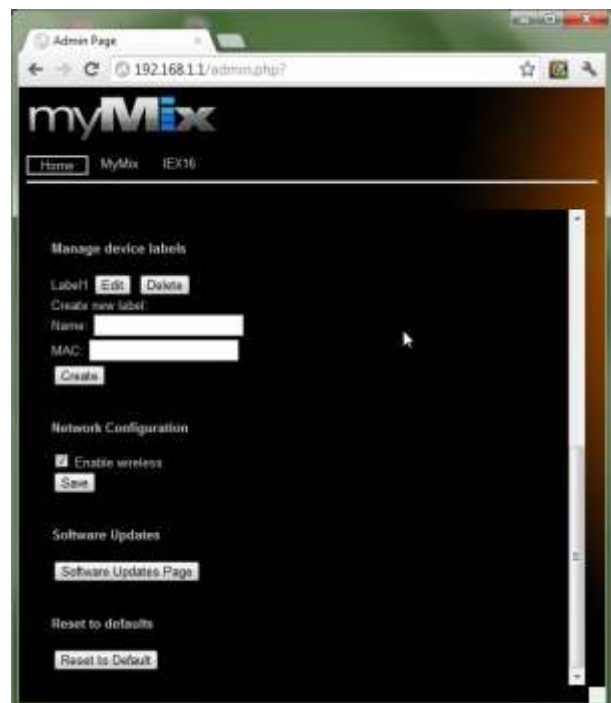 Admin Page
192.168.1.1/admin.php?
myMix
Home MyMix IEX16
Manage device labels
Label1 Edit Delete
Create new label:
Name:
MAC:
Create
Network Configuration
Enable wireless
Save
Software Updates
Software Updates Page
Reset to defaults
Reset to Default